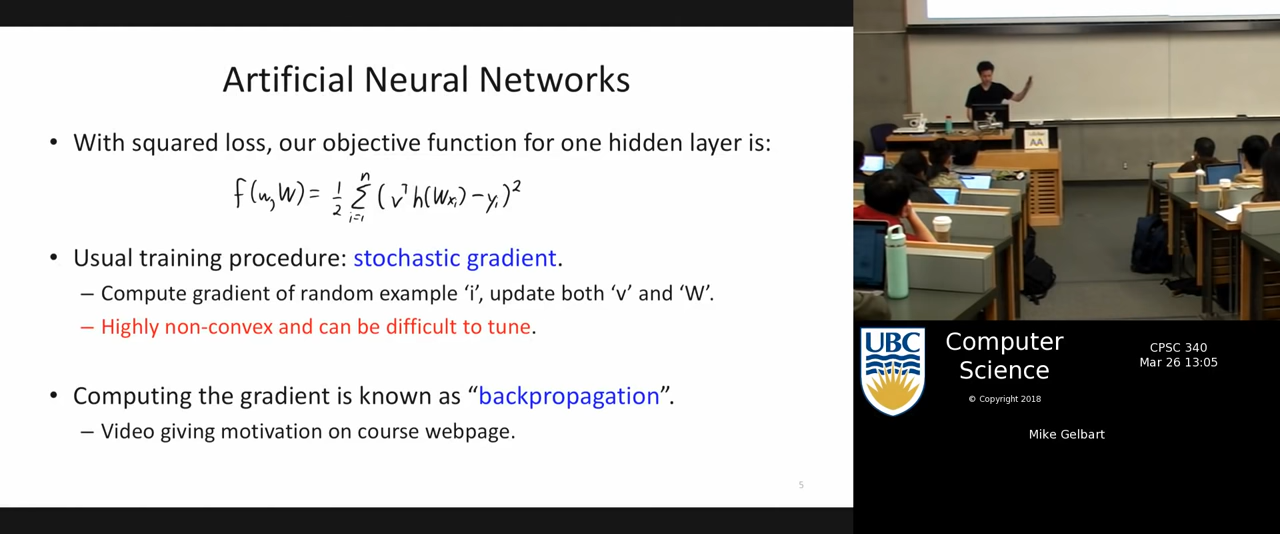 Artificial Neural Networks
• With squared loss, our objective function for one hidden layer is:
f(w,W) = 1/2 Σ_{i=1}^{n} (v^T h(Wx_i) - y_i)^2
• Usual training procedure: stochastic gradient.
– Compute gradient of random example ‘i’, update both ‘v’ and ‘W’.
– Highly non-convex and can be difficult to tune.
• Computing the gradient is known as “backpropagation”.
– Video giving motivation on course webpage.
5
AA
UBC
Computer
Science
© Copyright 2018
CPSC 340
Mar 26 13:05
Mike Gelbart